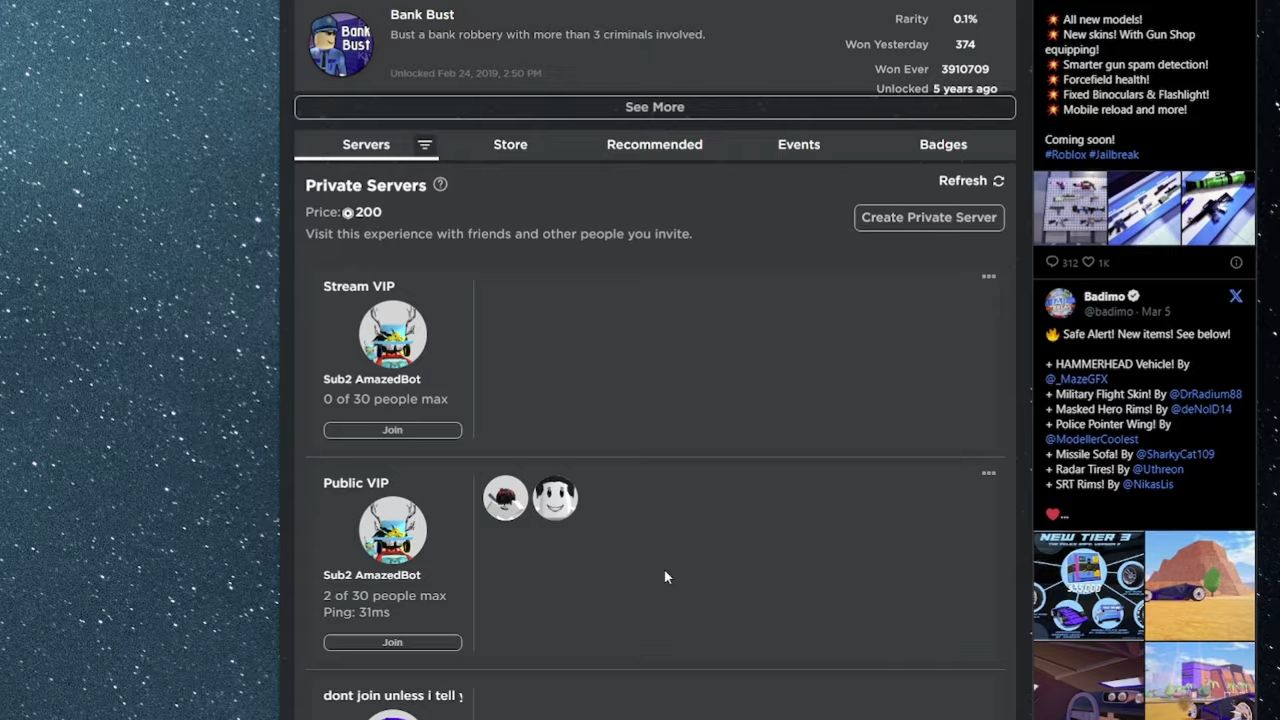 Bank Bust
Bust a bank robbery with more than 3 criminals involved.
Unlocked Feb 24, 2019, 2:50 PM
Rarity 0.1%
Won Yesterday 374
Won Ever 3910709
Unlocked 5 years ago
Bank
Bust
See More
Servers Store Recommended Events Badges
Private Servers
Refresh
Price: 200
Create Private Server
Visit this experience with friends and other people you invite.
Stream VIP
Sub2 AmazedBot
0 of 30 people max
Join
Public VIP
Sub2 AmazedBot
2 of 30 people max
Ping: 31ms
Join
dont join unless i tell
💥 All new models!
💥 New skins! With Gun Shop
equipping!
💥 Smarter gun spam detection!
💥 Forcefield health!
💥 Fixed Binoculars & Flashlight!
💥 Mobile reload and more!
Coming soon!
#Roblox #Jailbreak
312 1K
Badimo
@badimo · Mar 5
🔥 Safe Alert! New items! See below!
+ HAMMERHEAD Vehicle! By
@_MazeGFX
+ Military Flight Skin! By @DrRadium88
+ Masked Hero Rims! By @deNolD14
+ Police Pointer Wing! By
@ModellerCoolest
+ Missile Sofa! By @SharkyCat109
+ Radar Tires! By @Uthreon
+ SRT Rims! By @NikasLis
❤️...
NEW TIER 3